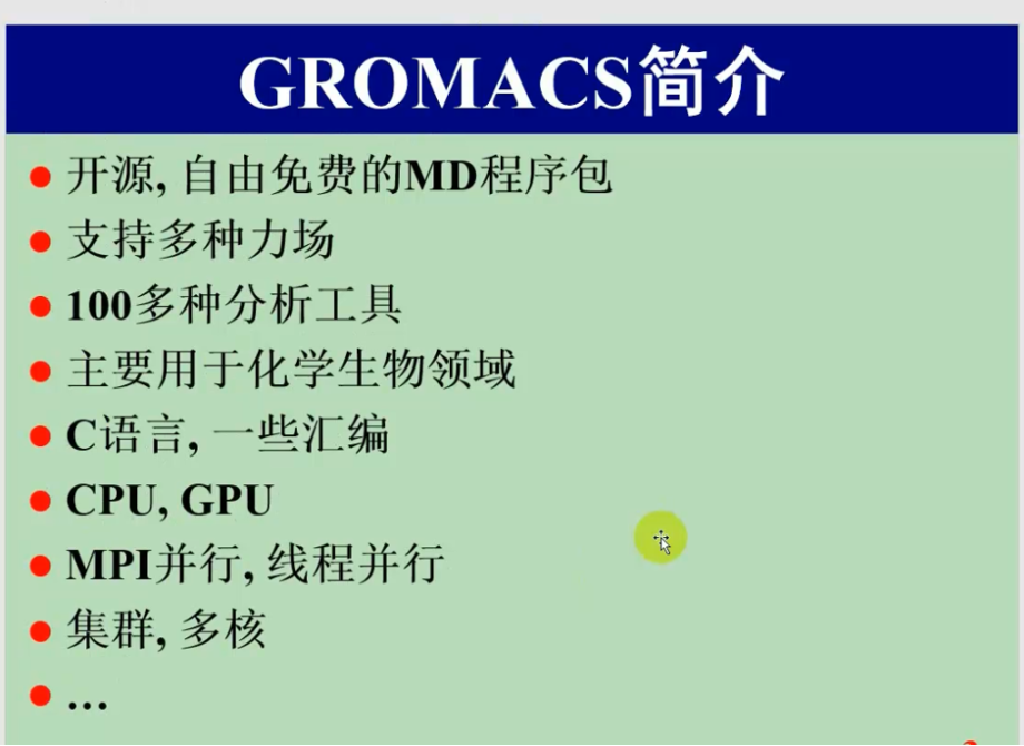 GROMACS简介
开源, 自由免费的MD程序包
支持多种力场
100多种分析工具
主要用于化学生物领域
C语言, 一些汇编
CPU, GPU
MPI并行, 线程并行
集群, 多核
…